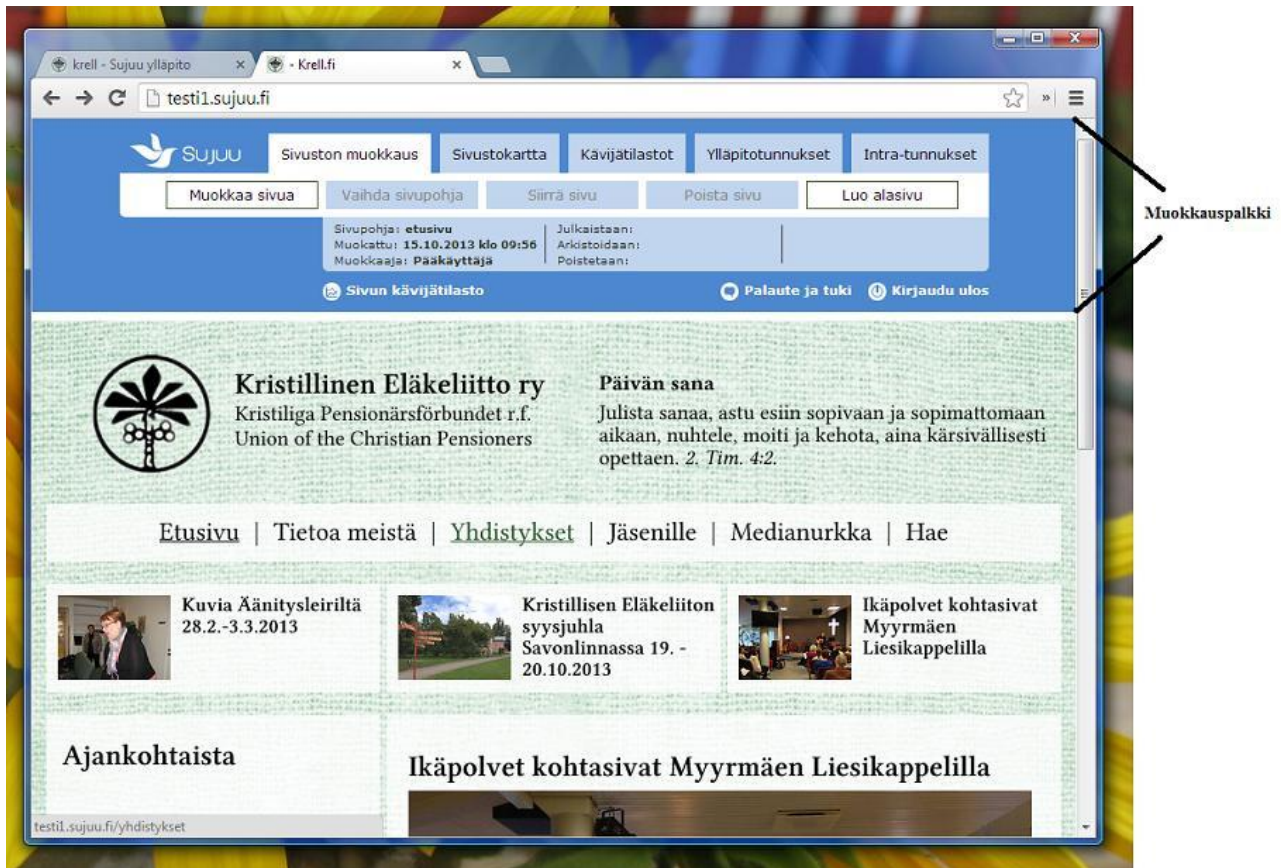 krell - Sujuu ylläpito
- Krell.fi
testi1.sujuu.fi
Sujuu
Sivuston muokkaus
Sivustokartta
Kävijätilastot
Ylläpitotunnukset
Intra-tunnukset
Muokkaa sivua
Vaihda sivupohja
Siirrä sivu
Poista sivu
Luo alasivu
Muokkauspalkki
Sivupohja: etusivu
Muokattu: 15.10.2013 klo 09:56
Muokkaaja: Pääkäyttäjä
Julkaistaan:
Arkistoidaan:
Poistetaan:
Sivun kävijätilasto
Palaute ja tuki
Kirjaudu ulos
Kristillinen Eläkeliitto ry
Kristiliga Pensionärsförbundet r.f.
Union of the Christian Pensioners
Päivän sana
Julista sanaa, astu esiin sopivaan ja sopimattomaan
aikaan, nuhtele, moiti ja kehota, aina kärsivällisesti
opettaen. 2. Tim. 4:2.
Etusivu | Tietoa meistä | Yhdistykset | Jäsenille | Medianurkka | Hae
Kuvia Äänitysleiriltä
28.2.-3.3.2013
Kristillisen Eläkeliiton
syysjuhla
Savonlinnassa 19. -
20.10.2013
Ikäpolvet kohtasivat
Myyrmäen
Liesikappelilla
Ajankohtaista
Ikäpolvet kohtasivat Myyrmäen Liesikappelilla
testi1.sujuu.fi/yhdistykset